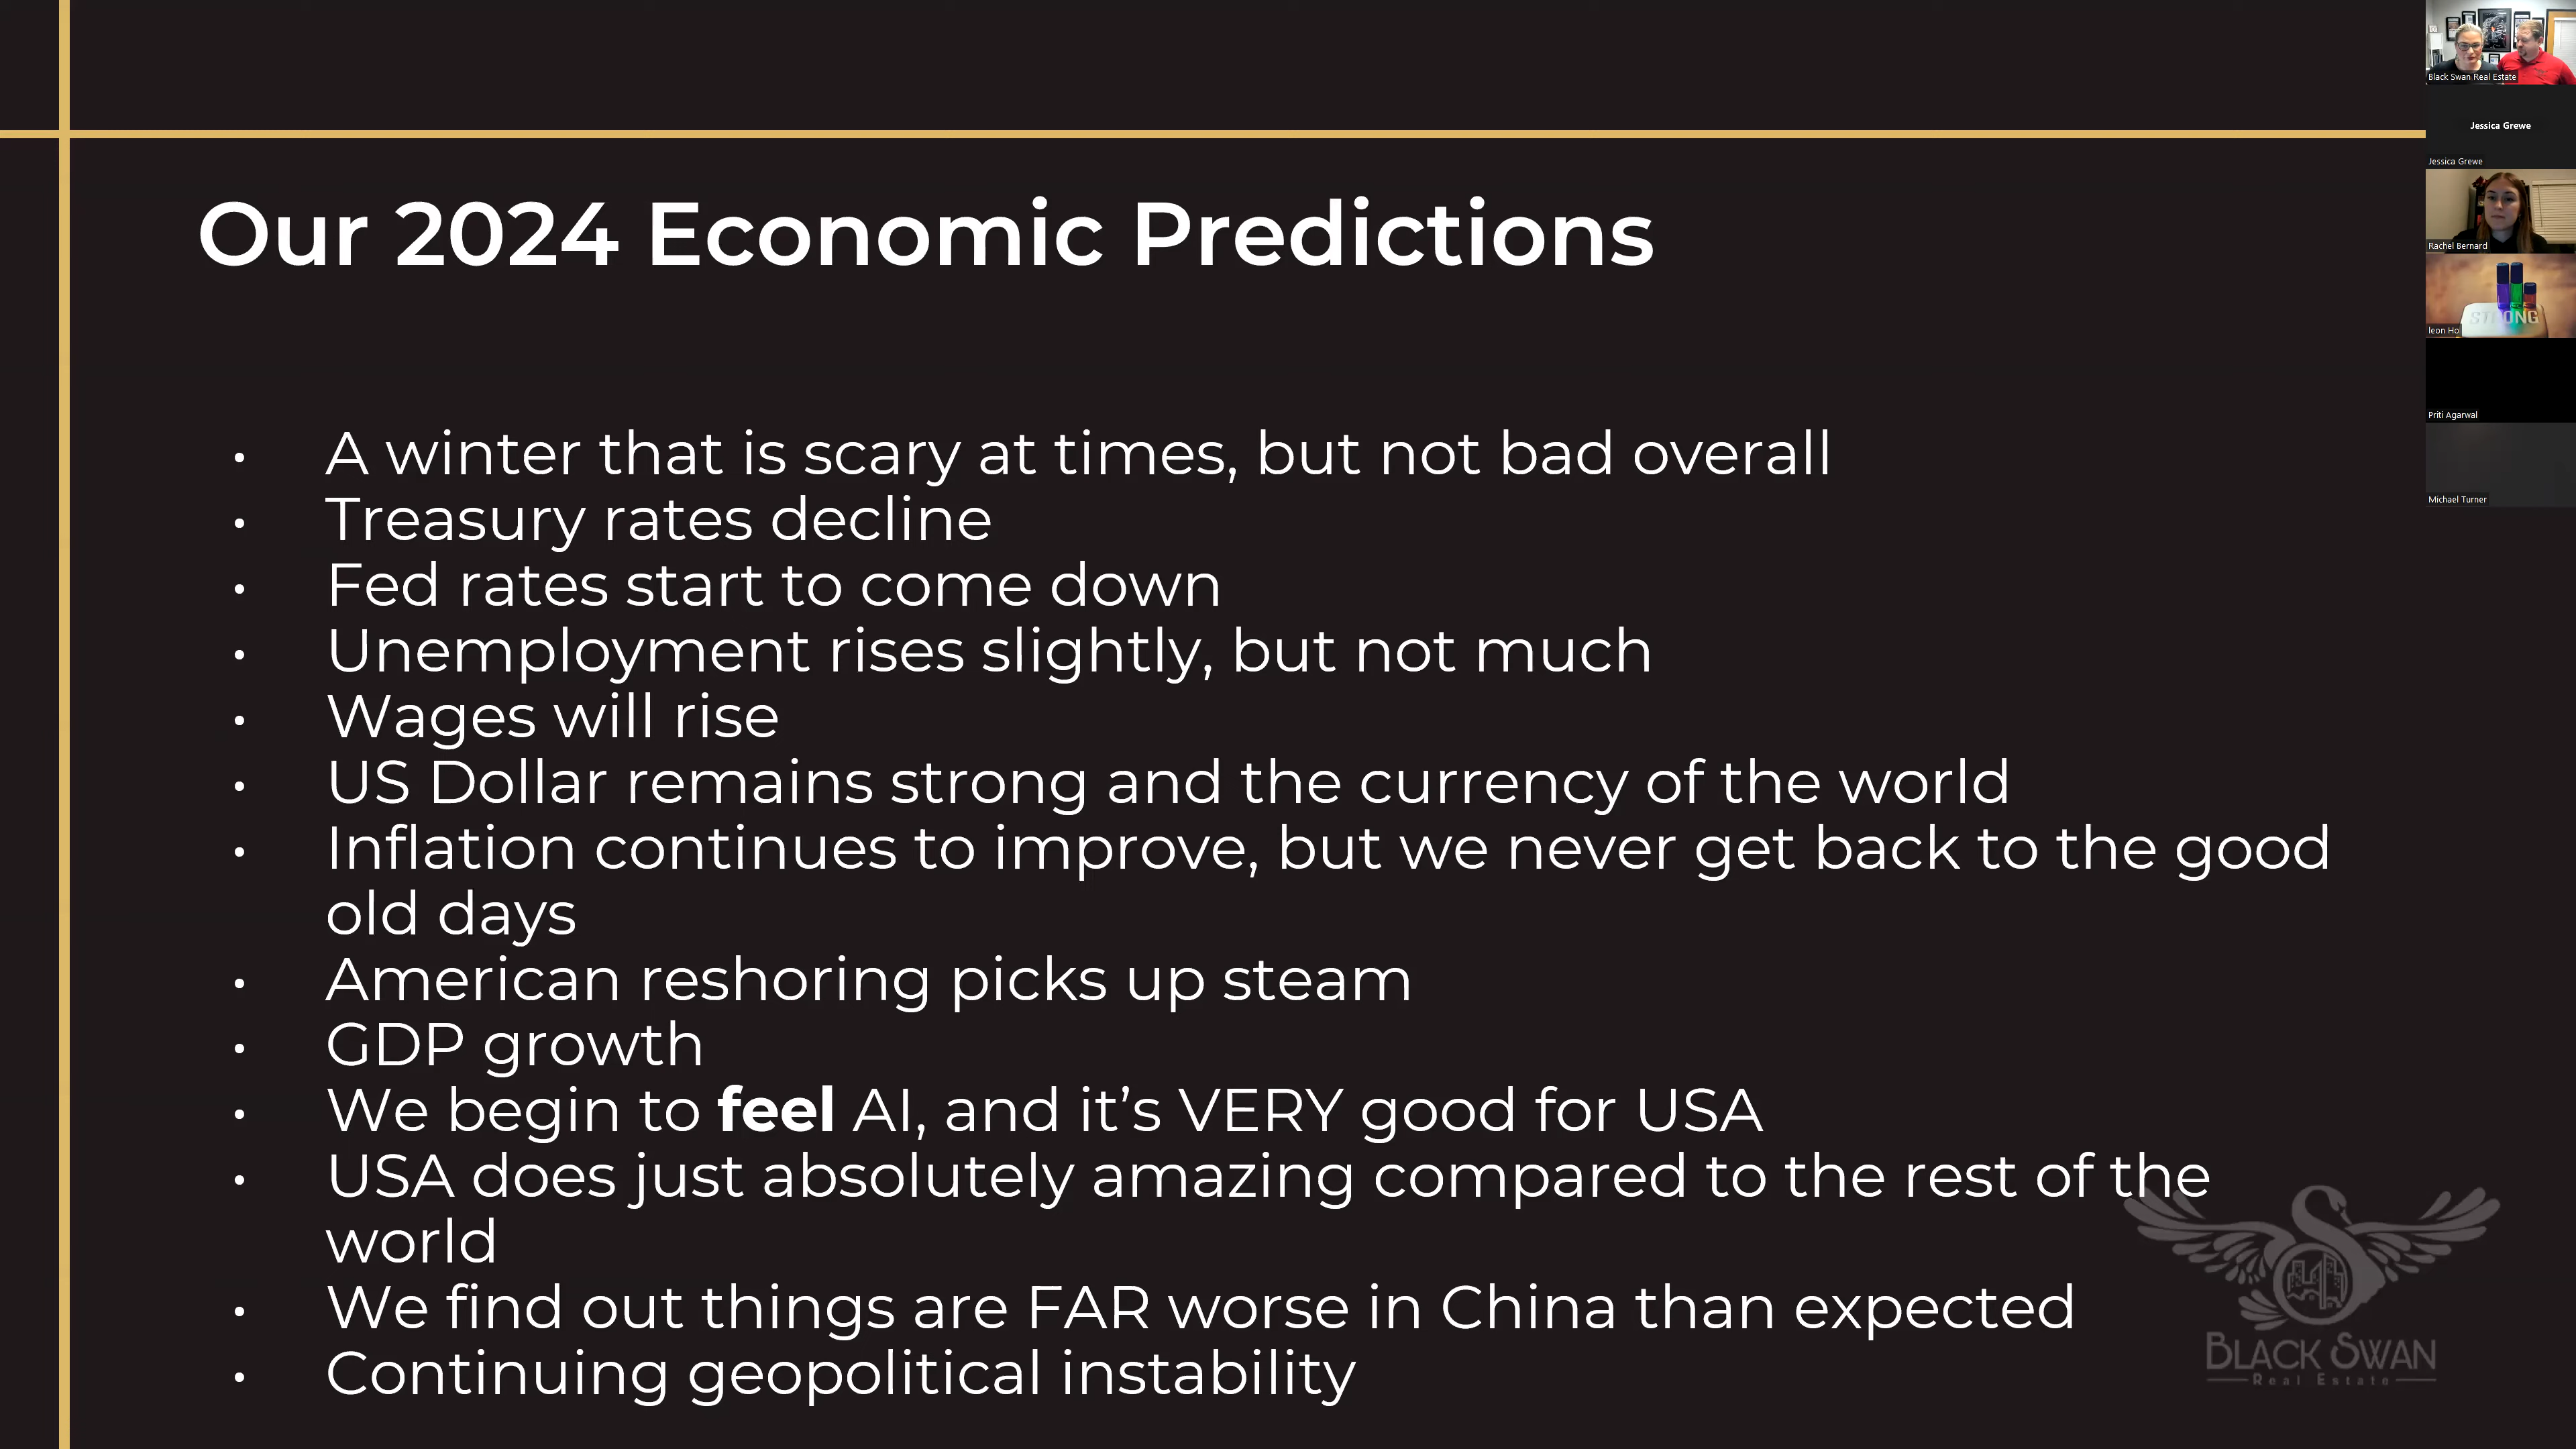 Our 2024 Economic Predictions
• A winter that is scary at times, but not bad overall
• Treasury rates decline
• Fed rates start to come down
• Unemployment rises slightly, but not much
• Wages will rise
• US Dollar remains strong and the currency of the world
• Inflation continues to improve, but we never get back to the good
old days
• American reshoring picks up steam
• GDP growth
• We begin to feel AI, and it’s VERY good for USA
• USA does just absolutely amazing compared to the rest of the
world
• We find out things are FAR worse in China than expected
• Continuing geopolitical instability
BLACK SWAN
Real Estate
Black Swan Real Estate
Jessica Grewe
Jessica Grewe
Rachel Bernard
STRONG
leon Ho
Priti Agarwal
Michael Turner